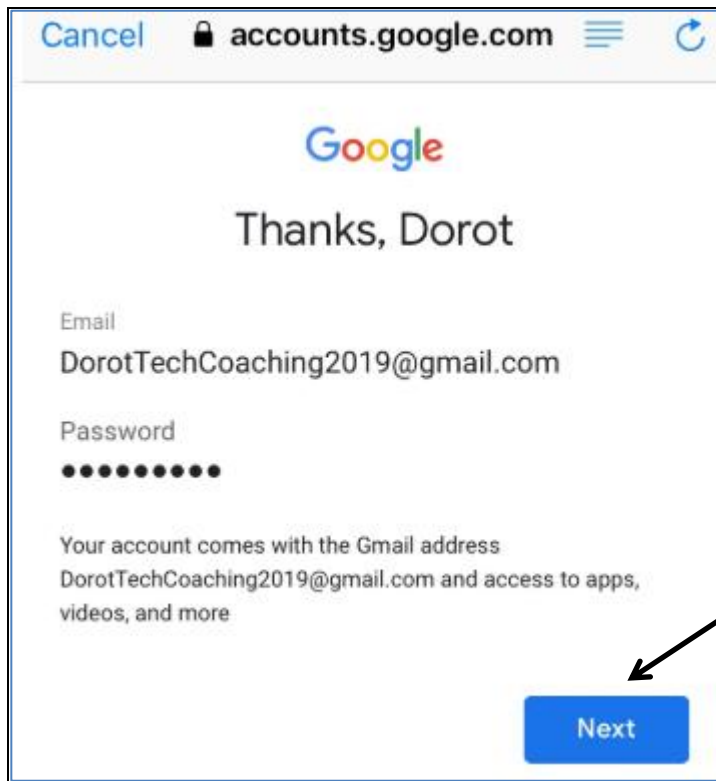 Cancel accounts.google.com
Google
Thanks, Dorot
Email
DorotTechCoaching2019@gmail.com
Password
•••••••••
Your account comes with the Gmail address
DorotTechCoaching2019@gmail.com and access to apps,
videos, and more
Next